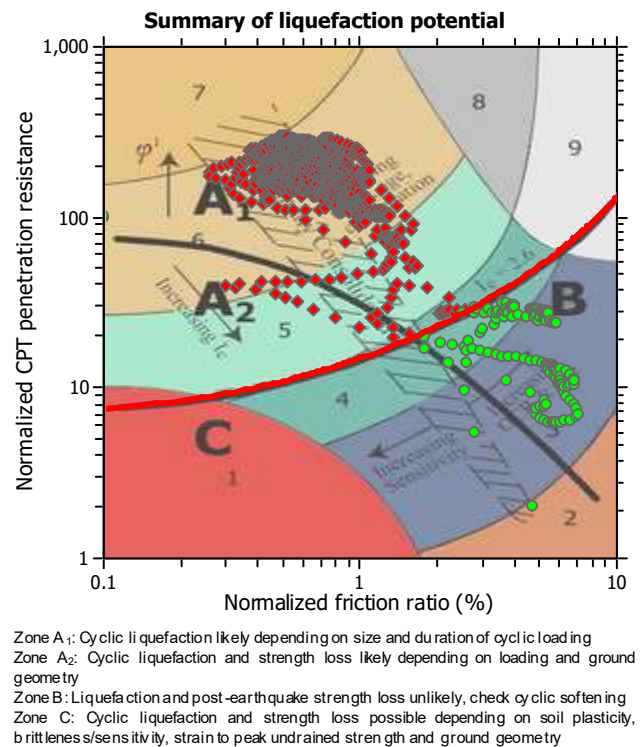 Summary of liquefaction potential
Normalized CPT penetration resistance
1,000
100
10
1
7
8
9
φ'
A1
6
A2
Increasing Ic
5
Ic = 2.6
B
4
C
1
Increasing
Sensitivity
2
0.1
1
10
Normalized friction ratio (%)
Zone A1: Cyclic liquefaction likely depending on size and duration of cyclic loading
Zone A2: Cyclic liquefaction and strength loss likely depending on loading and ground
geometry
Zone B: Liquefaction and post-earthquake strength loss unlikely, check cyclic softening
Zone C: Cyclic liquefaction and strength loss possible depending on soil plasticity,
brittleness/sensitivity, strain to peak undrained strength and ground geometry